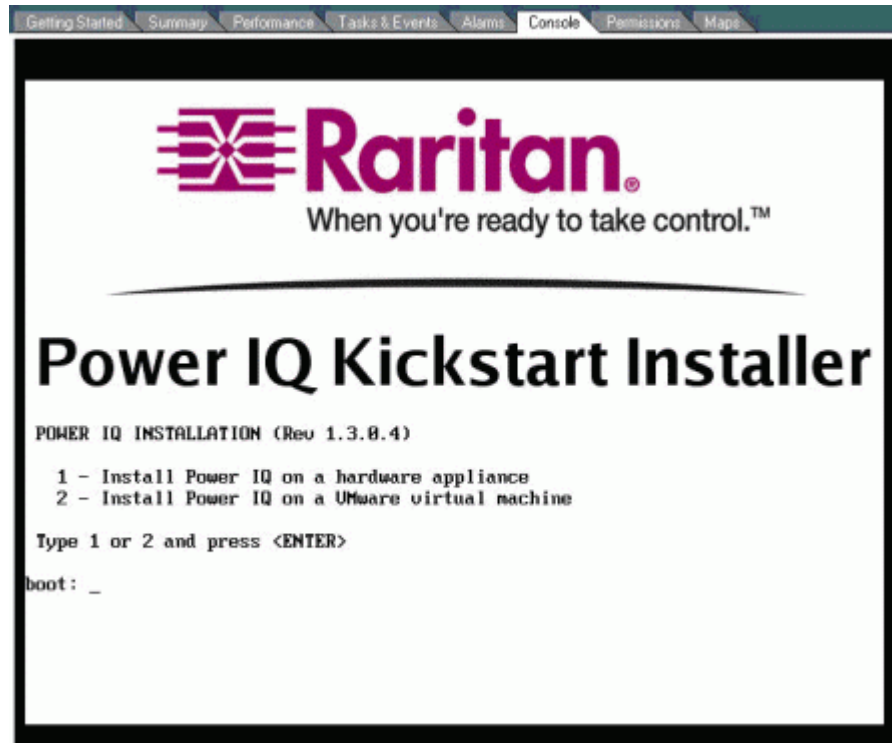 Getting Started Summary Performance Tasks & Events Alarms Console Permissions Maps
Raritan®
When you're ready to take control.™
Power IQ Kickstart Installer
POWER IQ INSTALLATION (Rev 1.3.0.4)
1 - Install Power IQ on a hardware appliance
2 - Install Power IQ on a VMware virtual machine
Type 1 or 2 and press <ENTER>
boot: _